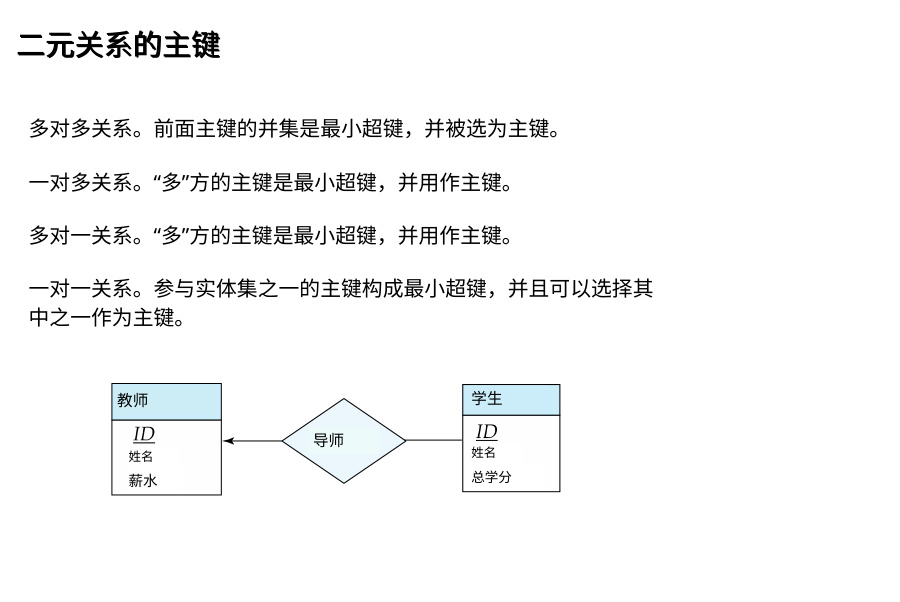 二元关系的主键
多对多关系。前面主键的并集是最小超键，并被选为主键。
一对多关系。“多”方的主键是最小超键，并用作主键。
多对一关系。“多”方的主键是最小超键，并用作主键。
一对一关系。参与实体集之一的主键构成最小超键，并且可以选择其
中之一作为主键。
教师
ID
姓名
薪水
导师
学生
ID
姓名
总学分